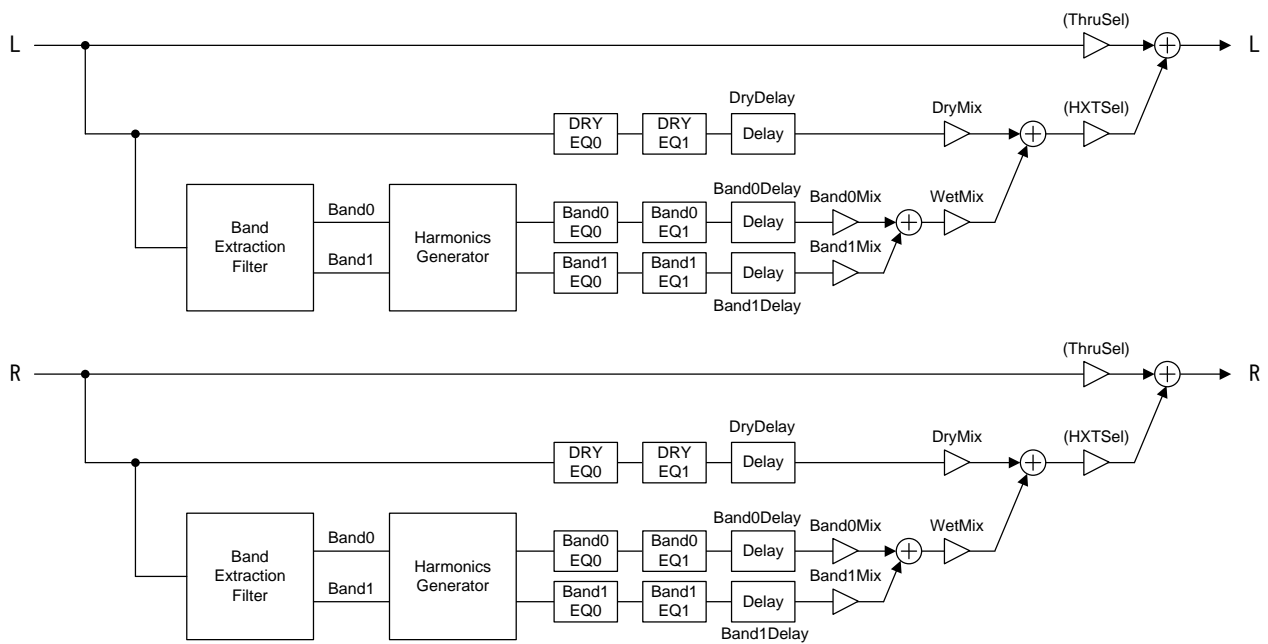 (ThruSel)
L
L
DryDelay
DryMix
(HXTSel)
DRY
EQ0
DRY
EQ1
Delay
Band0Delay
Band0Mix
WetMix
Band
Extraction
Filter
Band0
Band1
Harmonics
Generator
Band0
EQ0
Band0
EQ1
Delay
Band1Mix
Band1
EQ0
Band1
EQ1
Delay
Band1Delay
(ThruSel)
R
R
DryDelay
DryMix
(HXTSel)
DRY
EQ0
DRY
EQ1
Delay
Band0Delay
Band0Mix
WetMix
Band
Extraction
Filter
Band0
Band1
Harmonics
Generator
Band0
EQ0
Band0
EQ1
Delay
Band1Mix
Band1
EQ0
Band1
EQ1
Delay
Band1Delay